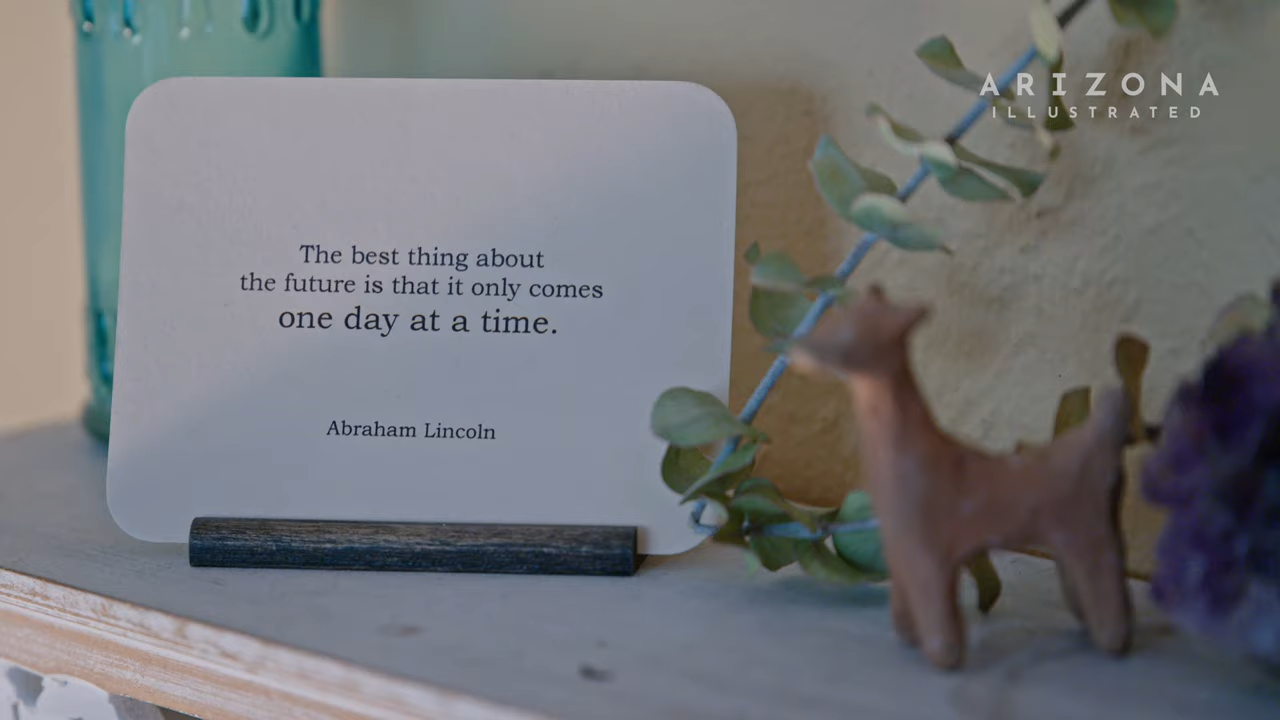 ARIZONA
ILLUSTRATED
The best thing about
the future is that it only comes
one day at a time.
Abraham Lincoln